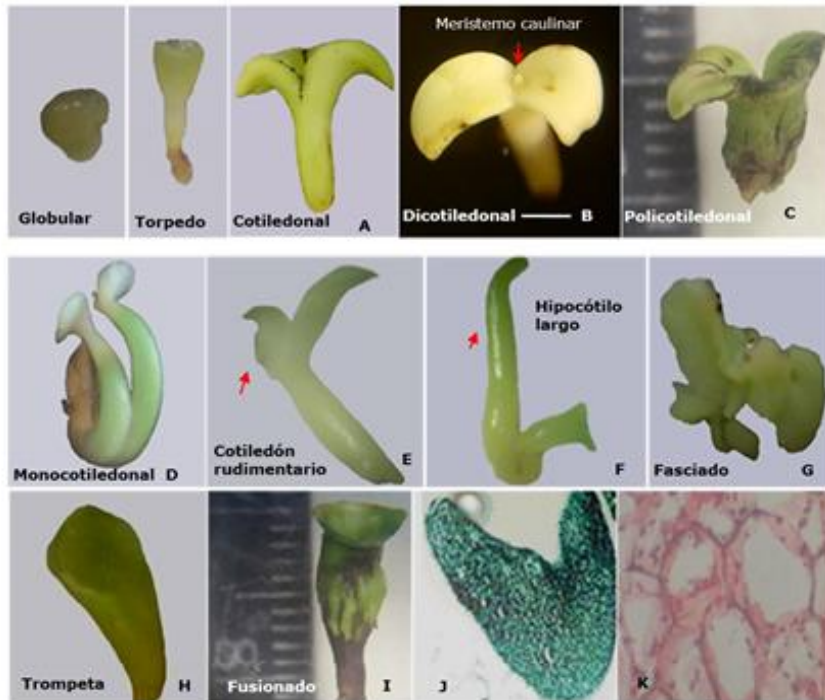 Meristemo caulinar
Globular
Torpedo
Cotiledonal A
Dicotiledonal B
Policotiledonal C
Monocotiledonal D
Cotiledón
rudimentario E
Hipocótilo
largo
F
Fasciado G
Trompeta H
Fusionado I
J
K